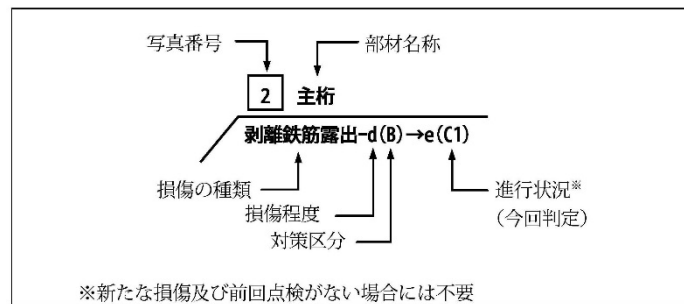 写真番号
部材名称
2 主桁
剥離鉄筋露出-d(B)→e(C1)
損傷の種類
進行状況※
損傷程度
(今回判定)
対策区分
※新たな損傷及び前回点検がない場合には不要